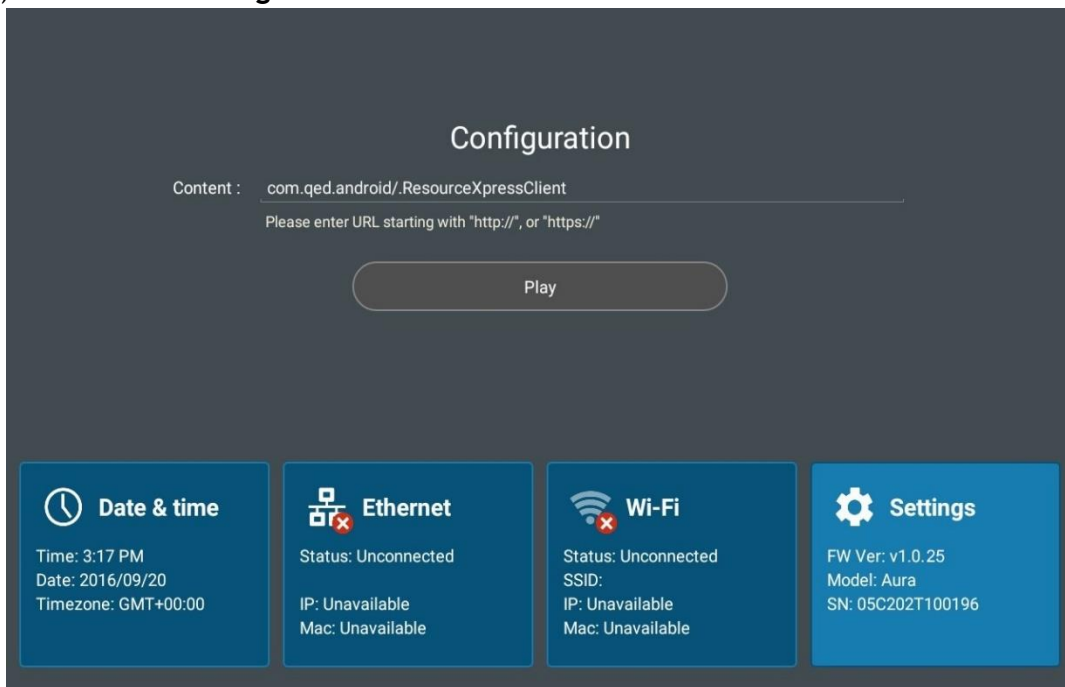 Configuration
Content : com.qed.android/.ResourceXpressClient
Please enter URL starting with "http://", or "https://"
Play
Date & time
Time: 3:17 PM
Date: 2016/09/20
Timezone: GMT+00:00
Ethernet
Status: Unconnected
IP: Unavailable
Mac: Unavailable
Wi-Fi
Status: Unconnected
SSID:
IP: Unavailable
Mac: Unavailable
Settings
FW Ver: v1.0.25
Model: Aura
SN: 05C202T100196